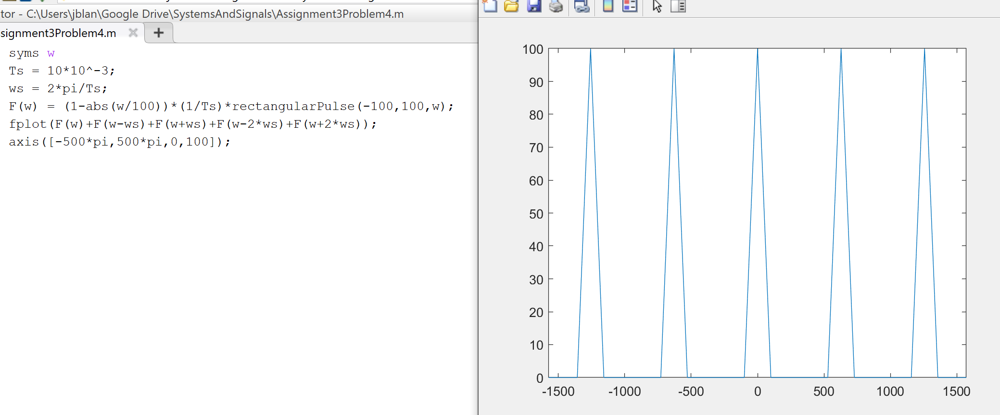 tor - C:\Users\jblan\Google Drive\SystemsAndSignals\Assignment3Problem4.m
signment3Problem4.m
syms w
Ts = 10*10^-3;
ws = 2*pi/Ts;
F(w) = (1-abs(w/100))*(1/Ts)*rectangularPulse(-100,100,w);
fplot(F(w)+F(w-ws)+F(w+ws)+F(w-2*ws)+F(w+2*ws));
axis([-500*pi,500*pi,0,100]);
100
90
80
70
60
50
40
30
20
10
0
-1500 -1000 -500 0 500 1000 1500